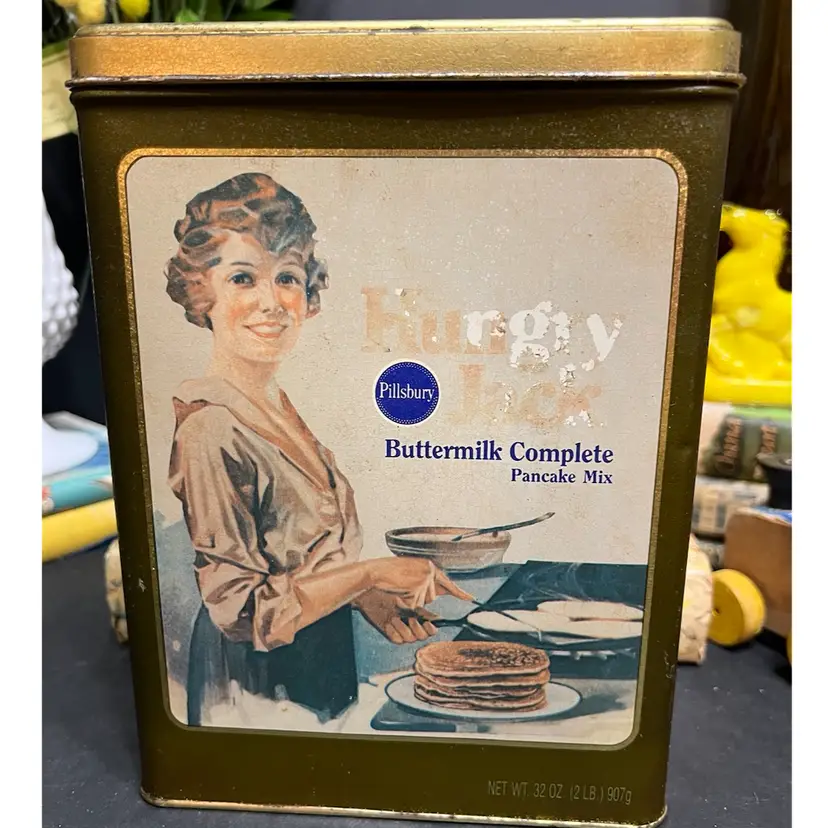 Hungry
Jack
Pillsbury
Buttermilk Complete
Pancake Mix
NET WT. 32 OZ. (2 LB.) 907g